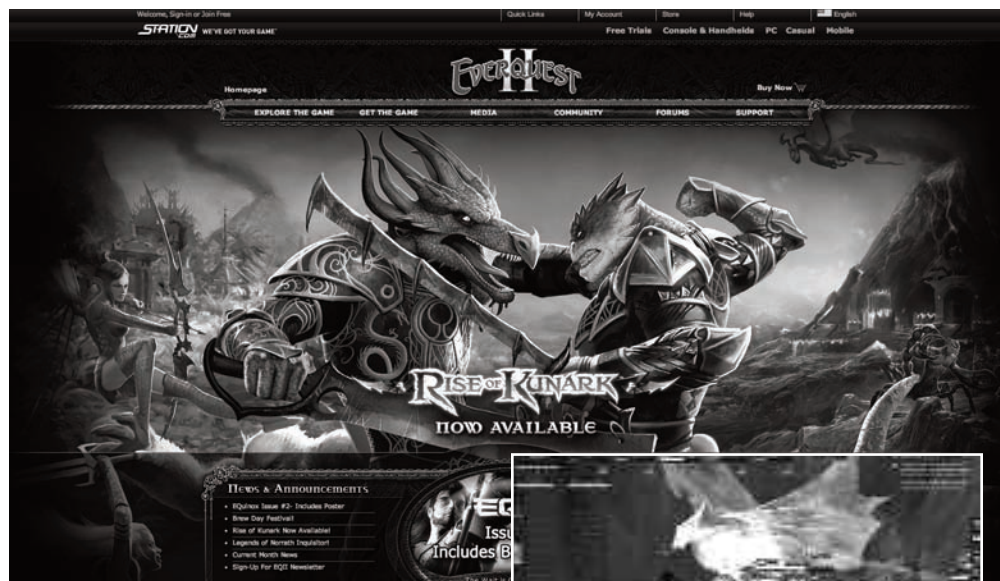 Welcome, Sign-in or Join Free Quick Links My Account Store Help English
STATION.COM WE'VE GOT YOUR GAME Free Trials Console & Handhelds PC Casual Mobile
EVERQUEST II
Homepage Buy Now
EXPLORE THE GAME GET THE GAME MEDIA COMMUNITY FORUMS SUPPORT
RISE OF KUNARK
NOW AVAILABLE
NEWS & ANNOUNCEMENTS
EQuinox Issue #2- Includes Poster
Brew Day Festival!
Rise of Kunark Now Available!
Legends of Norrath Inquisitor!
Current Month News
Sign-Up For EQII Newsletter
Includes